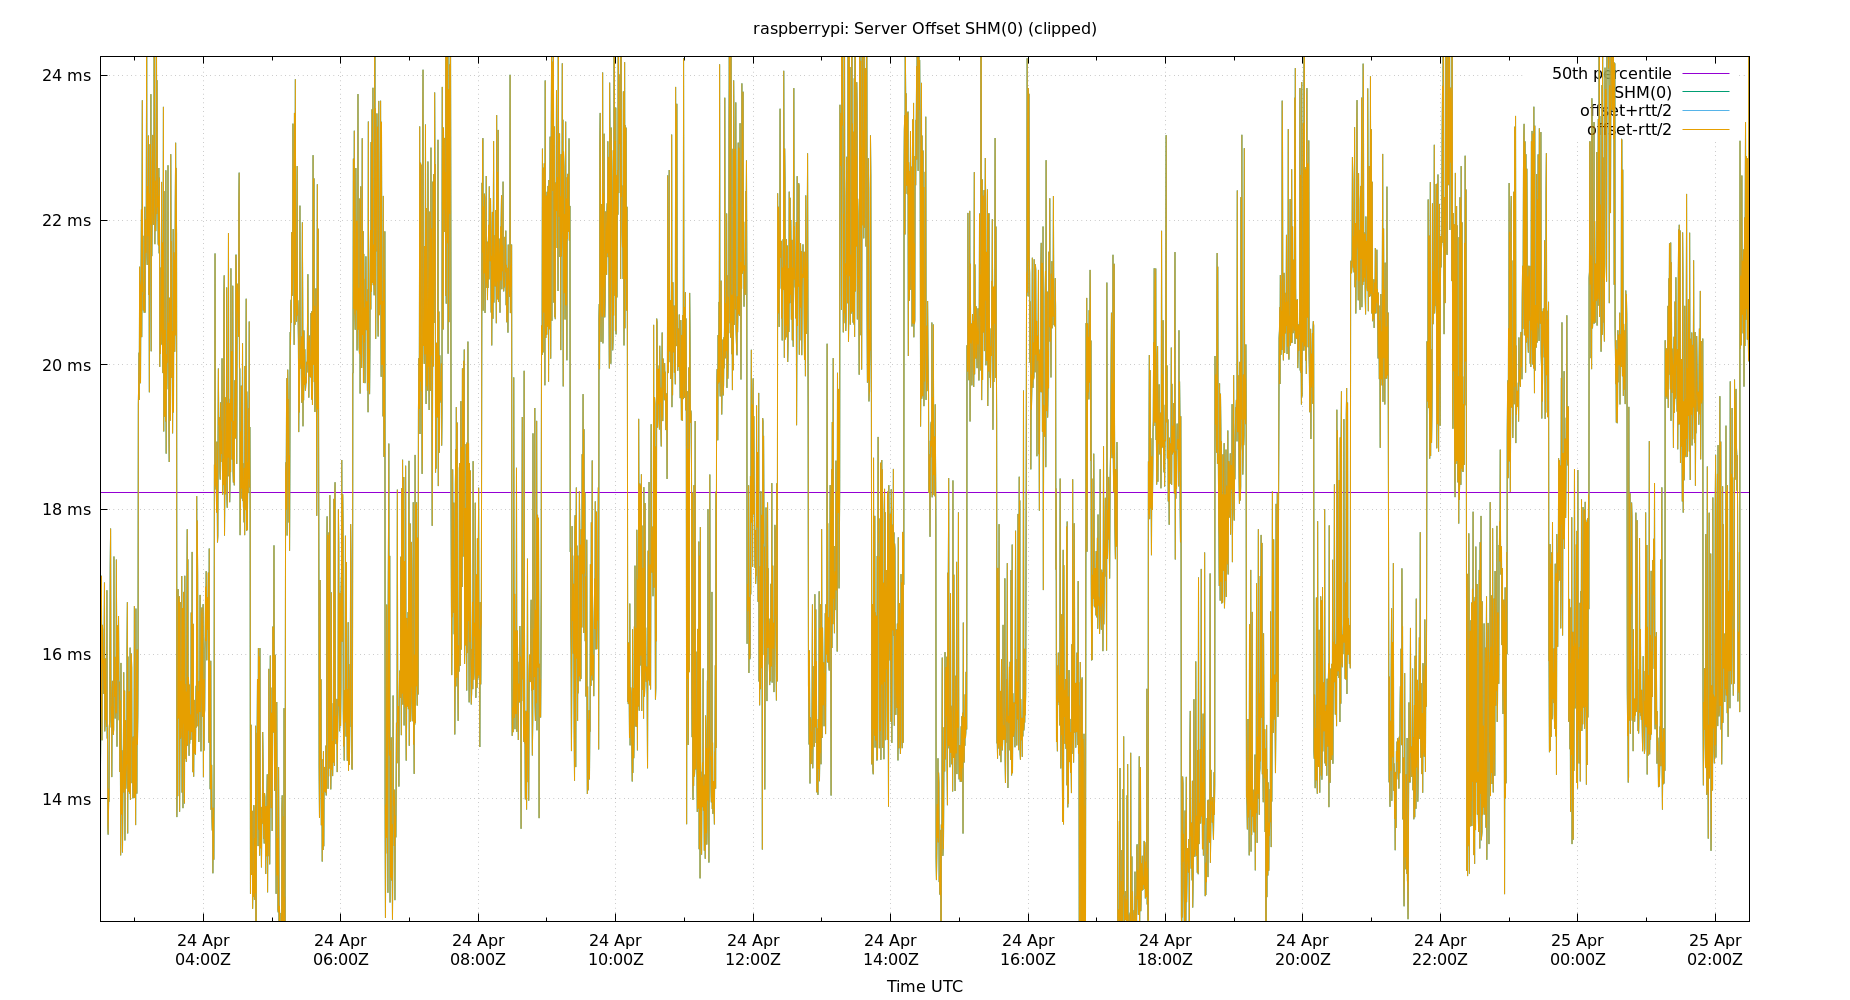 raspberrypi: Server Offset SHM(0) (clipped)
24 ms
22 ms
20 ms
18 ms
16 ms
14 ms
50th percentile
SHM(0)
offset+rtt/2
offset-rtt/2
24 Apr 24 Apr 24 Apr 24 Apr 24 Apr 24 Apr 24 Apr 24 Apr 24 Apr 24 Apr 25 Apr 25 Apr
04:00Z 06:00Z 08:00Z 10:00Z 12:00Z 14:00Z 16:00Z 18:00Z 20:00Z 22:00Z 00:00Z 02:00Z
Time UTC